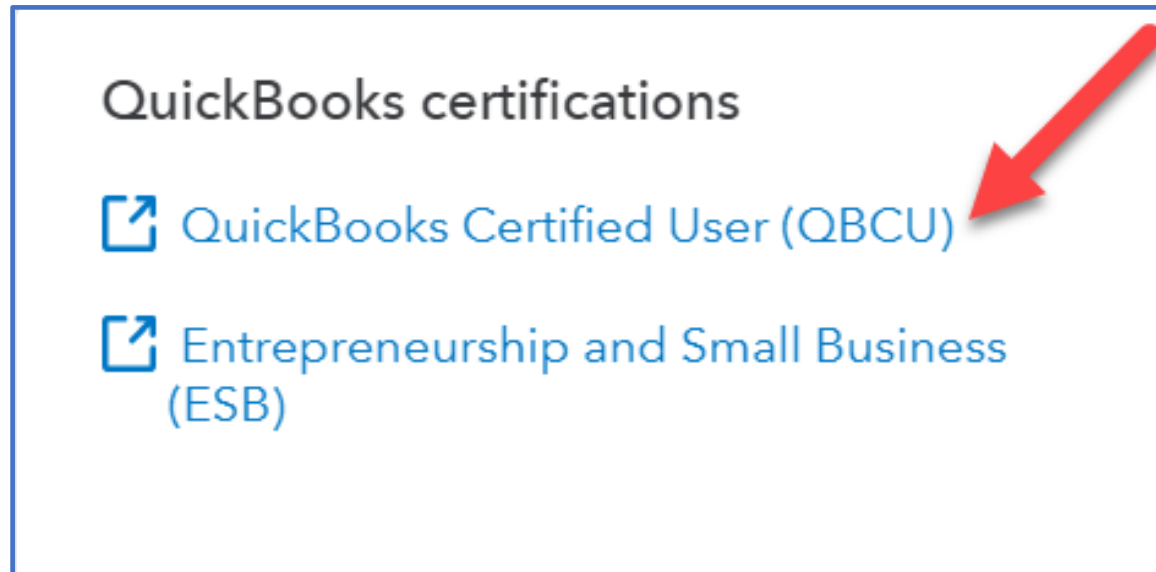 QuickBooks certifications
QuickBooks Certified User (QBCU)
Entrepreneurship and Small Business
(ESB)